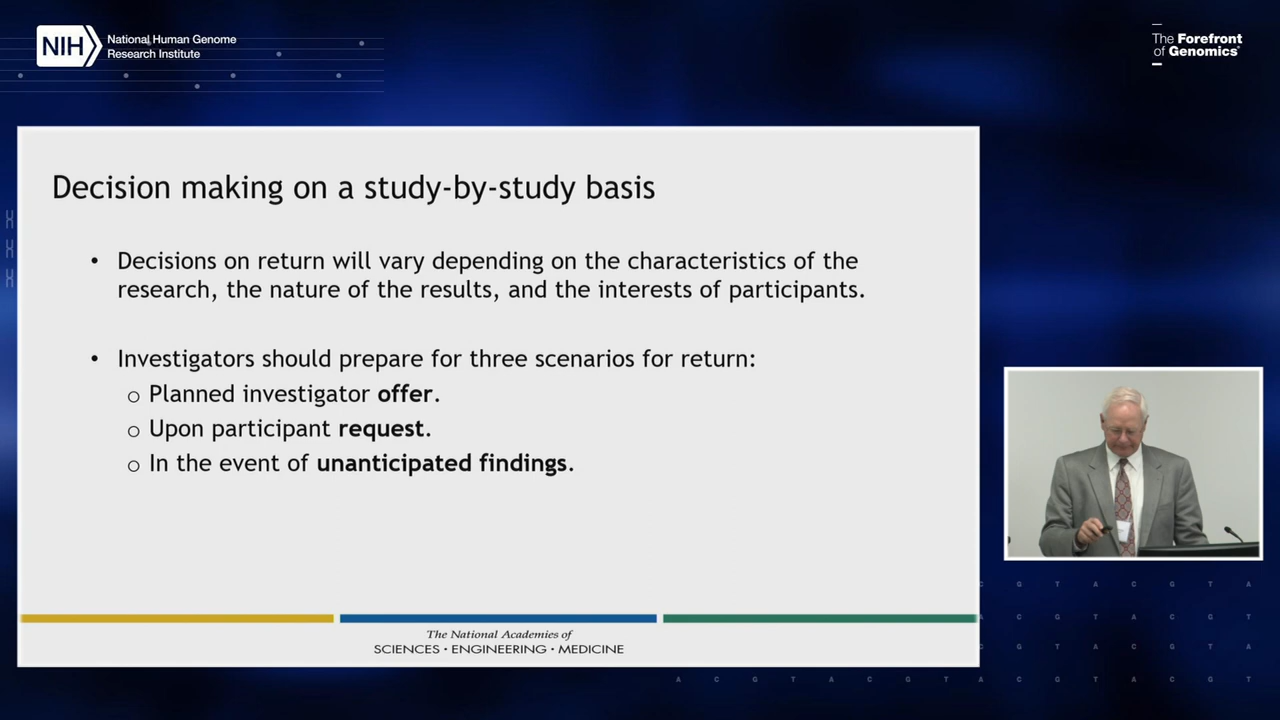 NIH
National Human Genome
Research Institute
The Forefront
of Genomics®
Decision making on a study-by-study basis
• Decisions on return will vary depending on the characteristics of the
research, the nature of the results, and the interests of participants.
• Investigators should prepare for three scenarios for return:
o Planned investigator offer.
o Upon participant request.
o In the event of unanticipated findings.
The National Academies of
SCIENCES · ENGINEERING · MEDICINE
C G T A C G T A
C G T A C G T
C G T A C G T A
A C G T A C G T A C G T A C G T